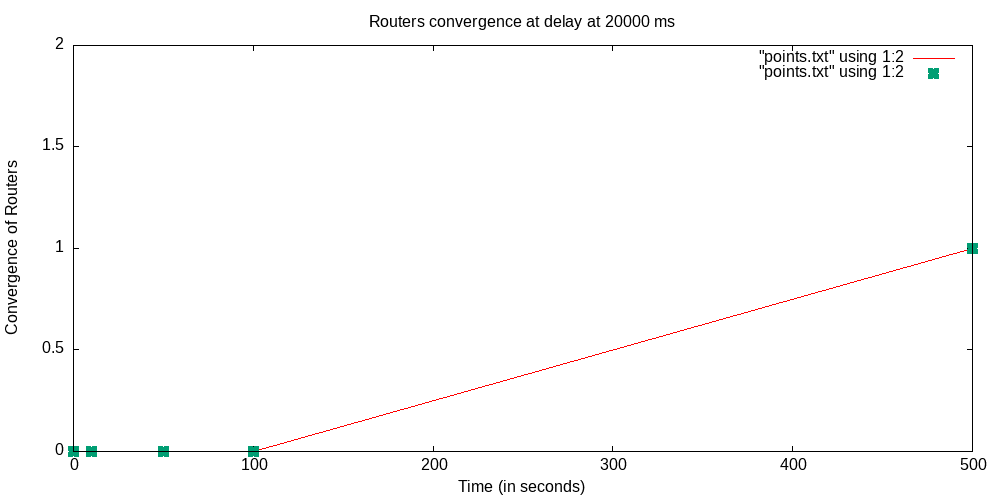 Routers convergence at delay at 20000 ms
"points.txt" using 1:2
"points.txt" using 1:2
2
1.5
1
0.5
0
Convergence of Routers
0 100 200 300 400 500
Time (in seconds)